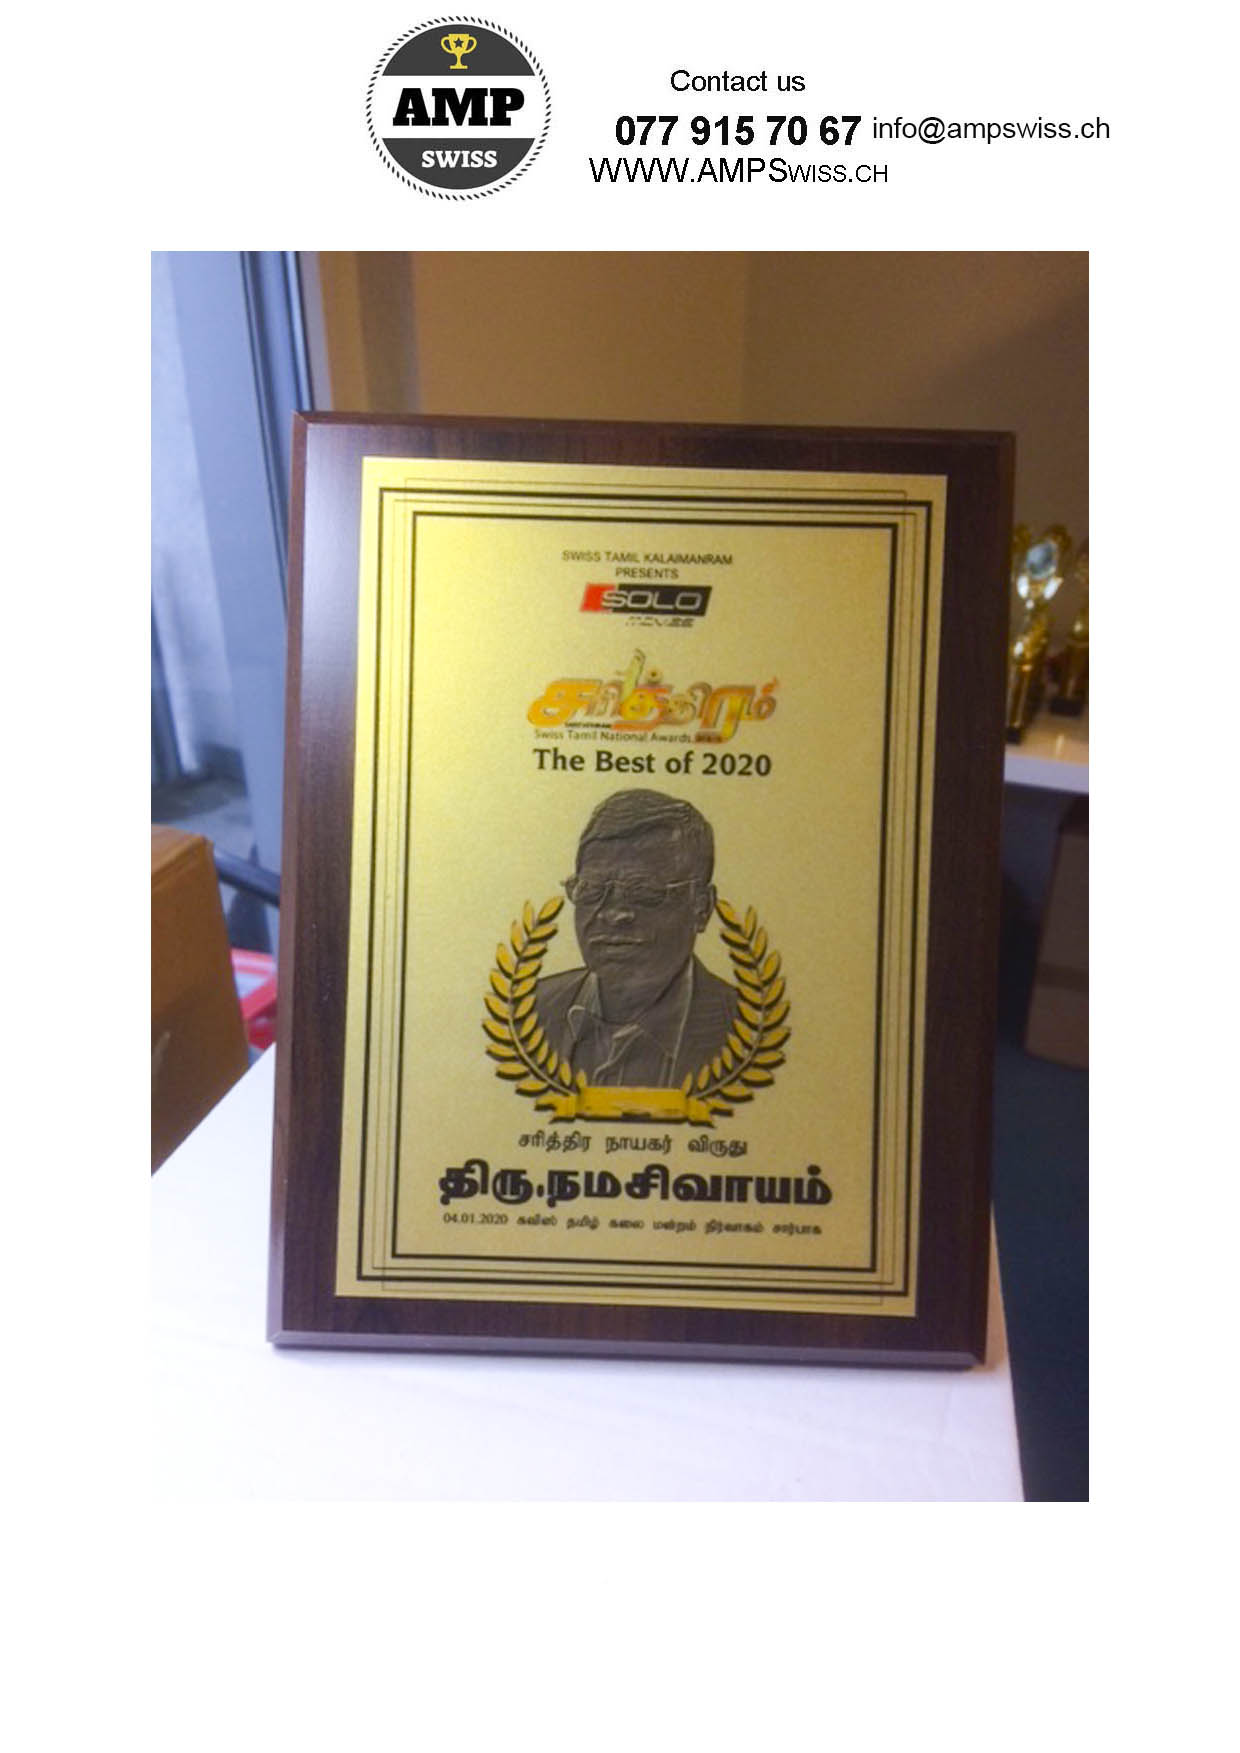 AMP
SWISS
Contact us
077 915 70 67 info@ampswiss.ch
WWW.AMPSWISS.CH
SWISS TAMIL KALAIMANRAM
PRESENTS
SOLO
MOVIES
சரித்திரம்
Swiss Tamil National Awards
The Best of 2020
சரித்திர நாயகர் விருது
திரு.நமசிவாயம்
04.01.2020 சுவிஸ் தமிழ் கலை மன்றம் நிர்வாகம் சார்பாக